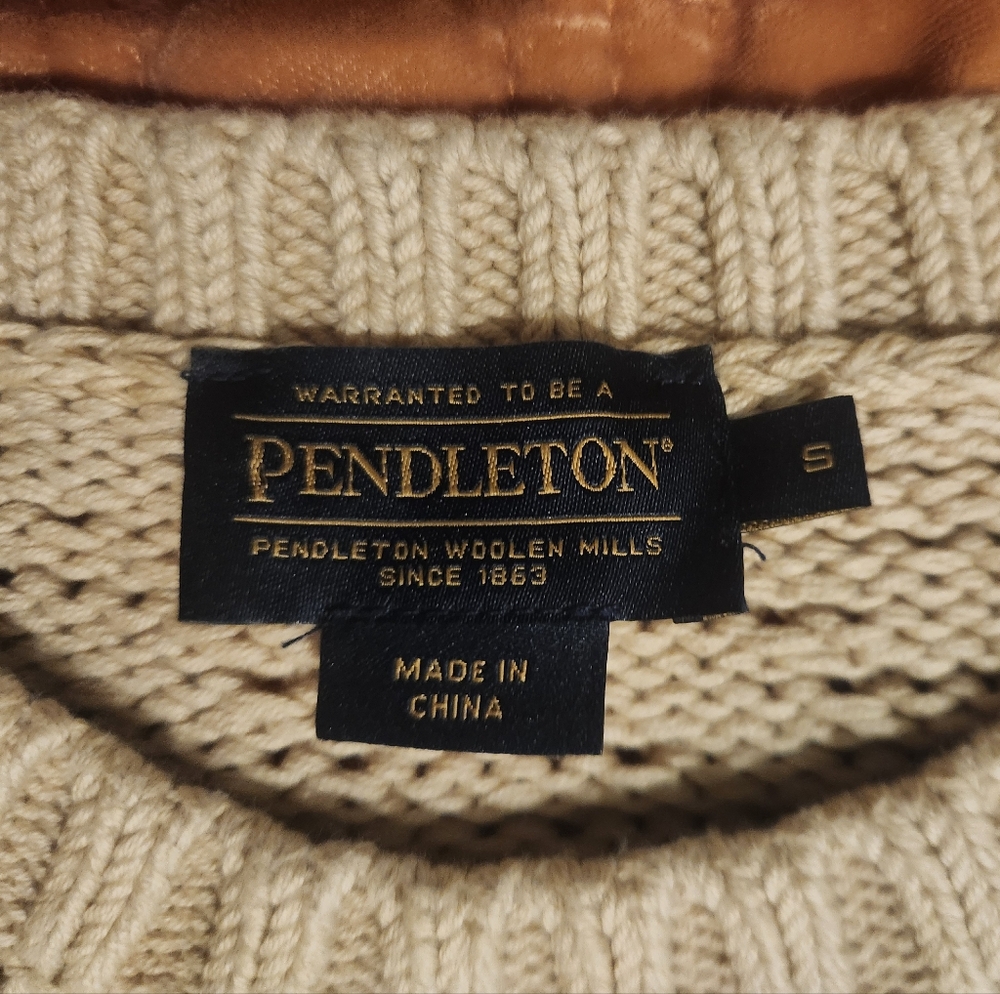 WARRANTED TO BE A
PENDLETON®
PENDLETON WOOLEN MILLS
SINCE 1863
S
MADE IN
CHINA